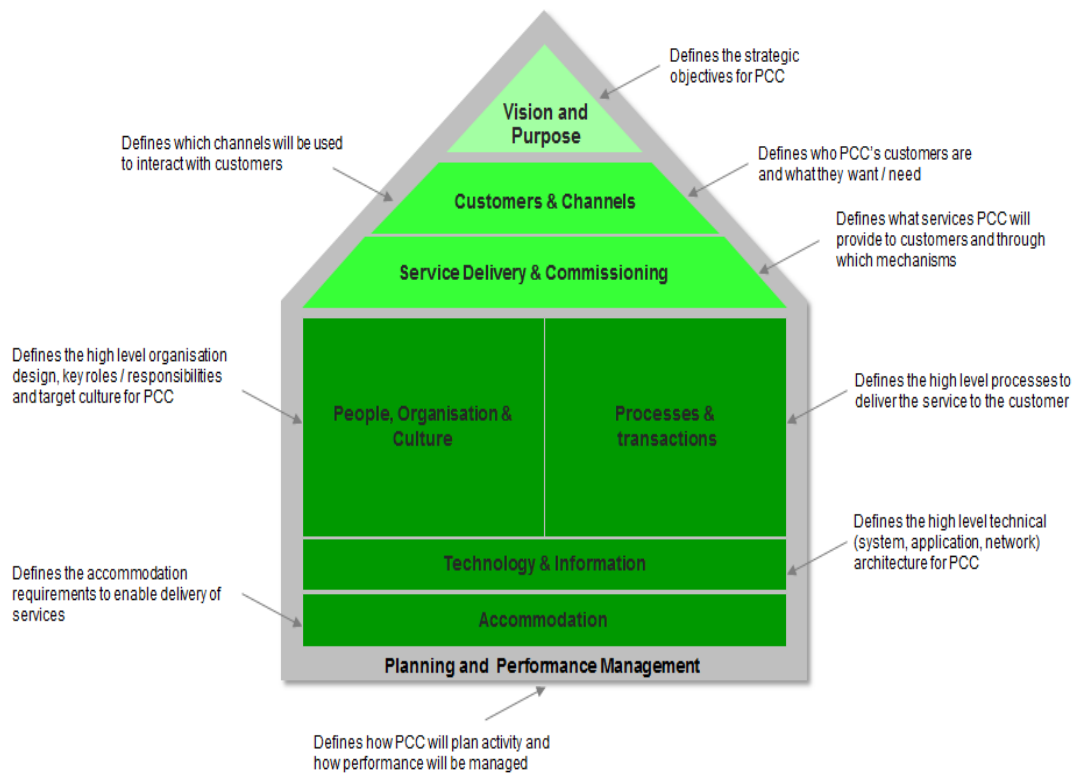 Defines the strategic
objectives for PCC
Vision and
Purpose
Defines which channels will be used
to interact with customers
Defines who PCC's customers are
and what they want / need
Customers & Channels
Defines what services PCC will
provide to customers and through
which mechanisms
Service Delivery & Commissioning
Defines the high level organisation
design, key roles / responsibilities
and target culture for PCC
People, Organisation &
Culture
Processes &
transactions
Defines the high level processes to
deliver the service to the customer
Defines the high level technical
(system, application, network)
architecture for PCC
Technology & Information
Defines the accommodation
requirements to enable delivery of
services
Accommodation
Planning and Performance Management
Defines how PCC will plan activity and
how performance will be managed